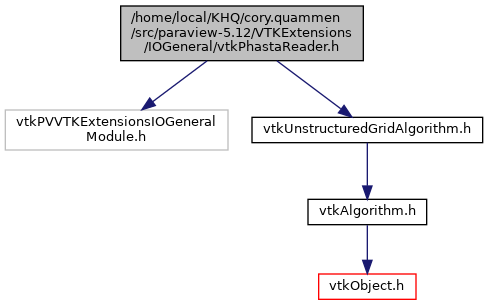 /home/local/KHQ/cory.quammen
/src/paraview-5.12/VTKExtensions
/IOGeneral/vtkPhastaReader.h
vtkPVVTKExtensionsIOGeneral
Module.h
vtkUnstructuredGridAlgorithm.h
vtkAlgorithm.h
vtkObject.h